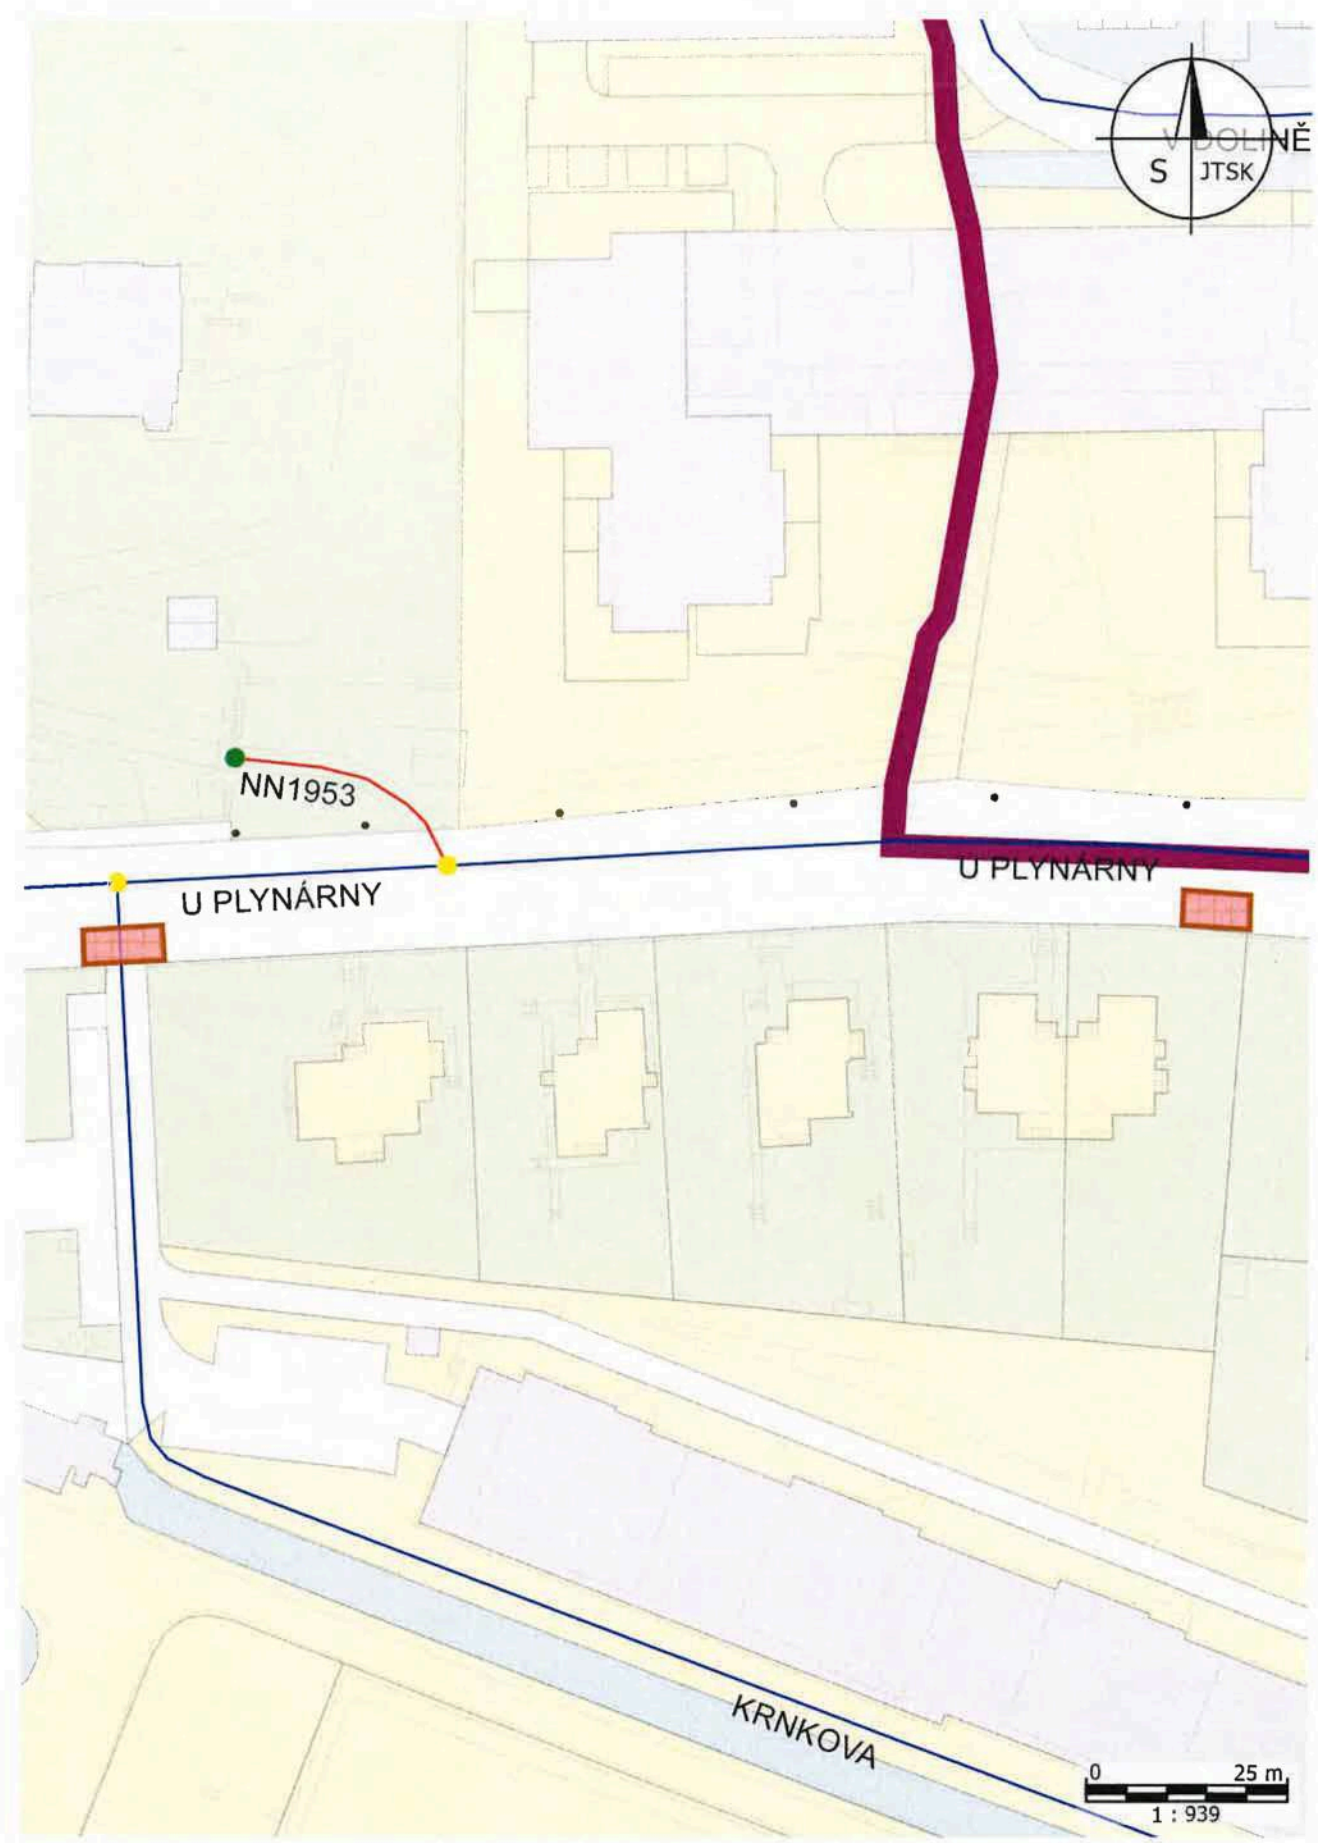 V DOLINĚ
S JTSK
NN1953
U PLYNÁRNY
U PLYNÁRNY
KRNKOVA
0 25 m
1 : 939